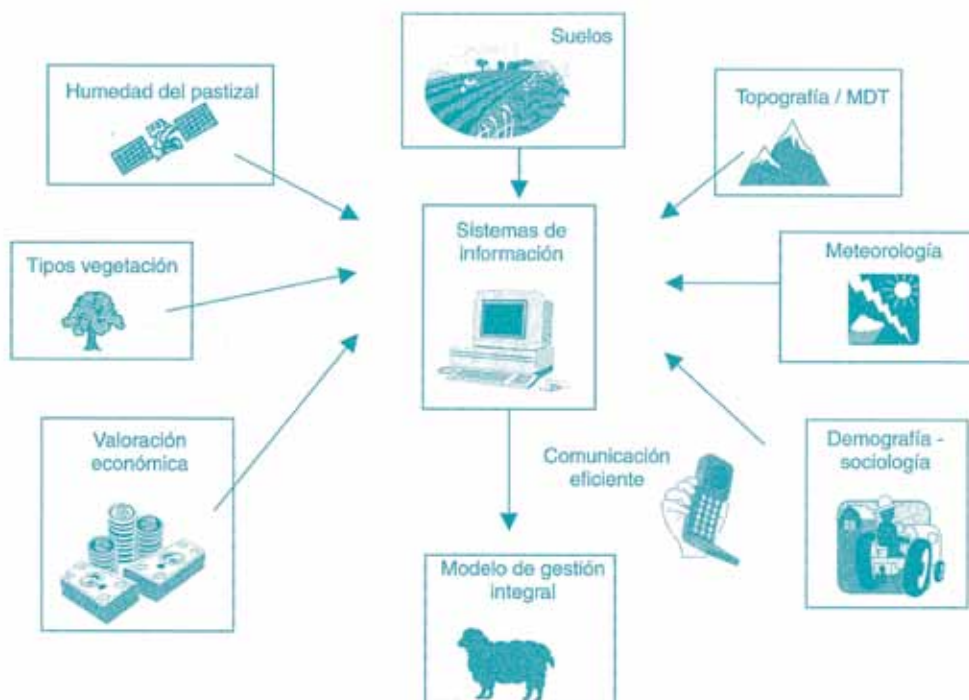 Suelos
Humedad del pastizal
Topografía / MDT
Sistemas de
información
Tipos vegetación
Meteorología
Valoración
económica
Comunicación
eficiente
Demografía -
sociología
Modelo de gestión
integral